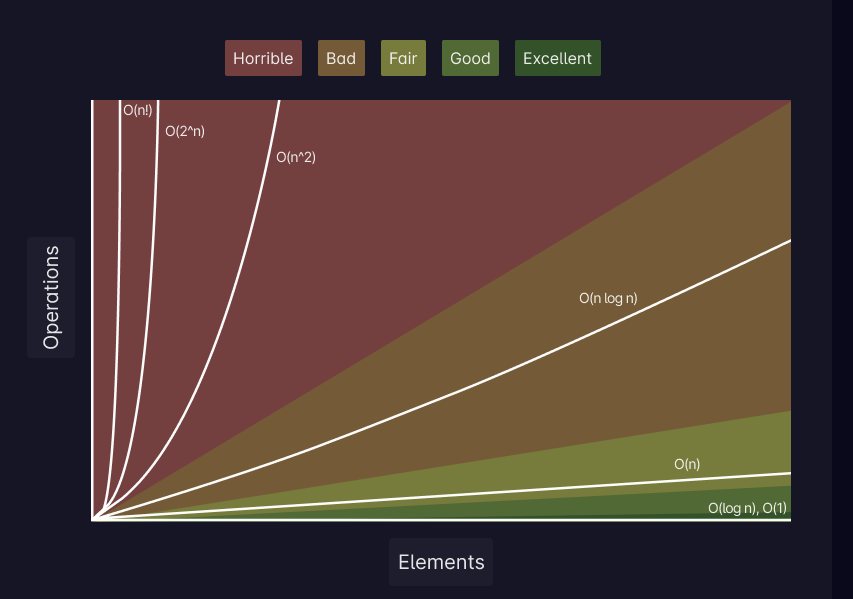 Horrible
Bad
Fair
Good
Excellent
O(n!)
O(2^n)
O(n^2)
Operations
O(n log n)
O(n)
O(log n), O(1)
Elements